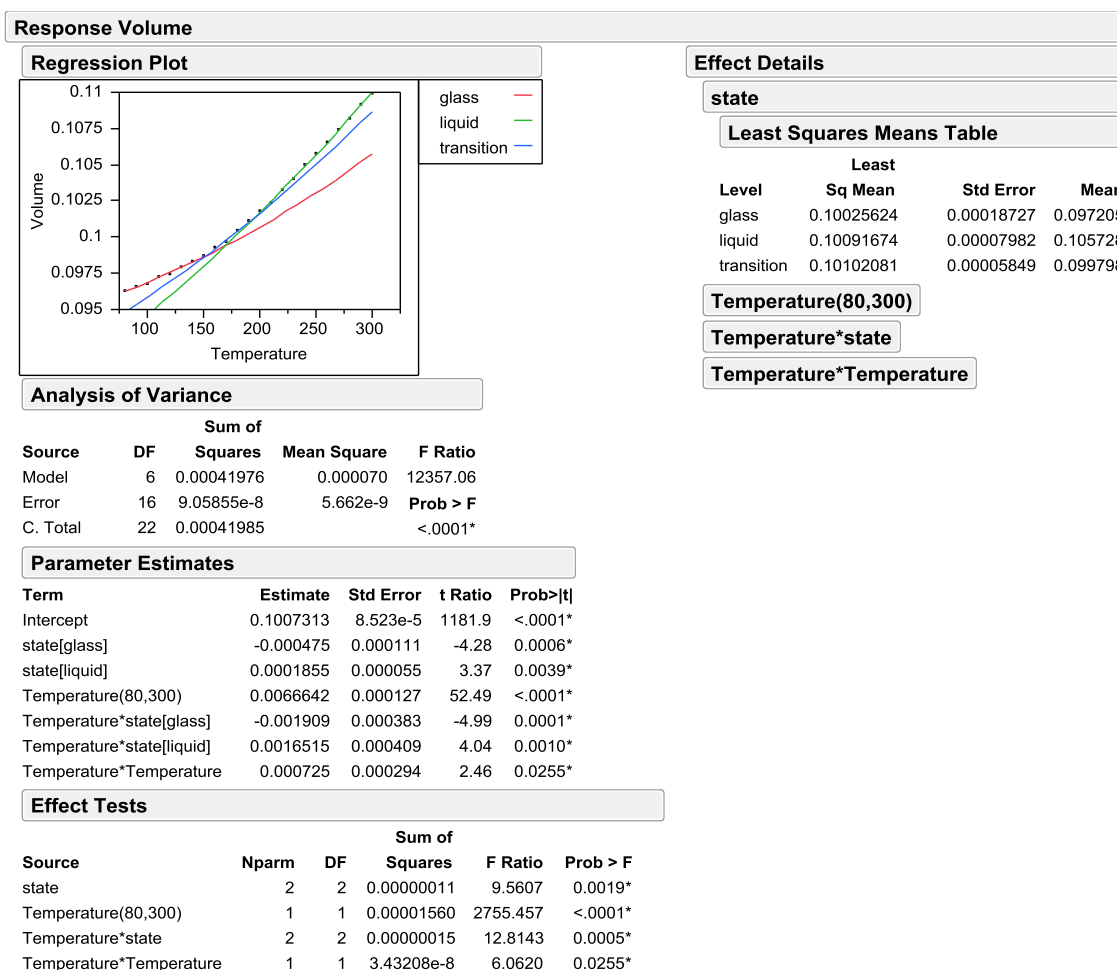 Response Volume
Regression Plot
0.11
0.1075
0.105
0.1025
0.1
0.0975
0.095
Volume
100 150 200 250 300
Temperature
glass
liquid
transition
Analysis of Variance
Sum of
Source DF Squares Mean Square F Ratio
Model 6 0.00041976 0.000070 12357.06
Error 16 9.05855e-8 5.662e-9 Prob > F
C. Total 22 0.00041985 <.0001*
Parameter Estimates
Term Estimate Std Error t Ratio Prob>|t|
Intercept 0.1007313 8.523e-5 1181.9 <.0001*
state[glass] -0.000475 0.000111 -4.28 0.0006*
state[liquid] 0.0001855 0.000055 3.37 0.0039*
Temperature(80,300) 0.0066642 0.000127 52.49 <.0001*
Temperature*state[glass] -0.001909 0.000383 -4.99 0.0001*
Temperature*state[liquid] 0.0016515 0.000409 4.04 0.0010*
Temperature*Temperature 0.000725 0.000294 2.46 0.0255*
Effect Tests
Sum of
Source Nparm DF Squares F Ratio Prob > F
state 2 2 0.00000011 9.5607 0.0019*
Temperature(80,300) 1 1 0.00001560 2755.457 <.0001*
Temperature*state 2 2 0.00000015 12.8143 0.0005*
Temperature*Temperature 1 1 3.43208e-8 6.0620 0.0255*
Effect Details
state
Least Squares Means Table
Least
Level Sq Mean Std Error Mean
glass 0.10025624 0.00018727 0.097205
liquid 0.10091674 0.00007982 0.105728
transition 0.10102081 0.00005849 0.099798
Temperature(80,300)
Temperature*state
Temperature*Temperature